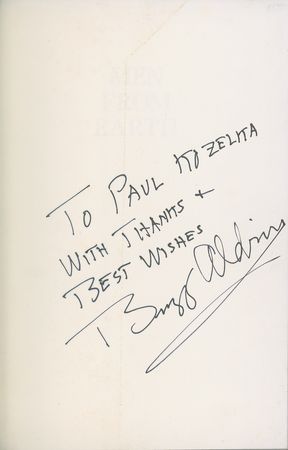 MEN
FROM
EARTH
TO PAUL KOZELKA
WITH THANKS +
BEST WISHES
Buzz Aldrin